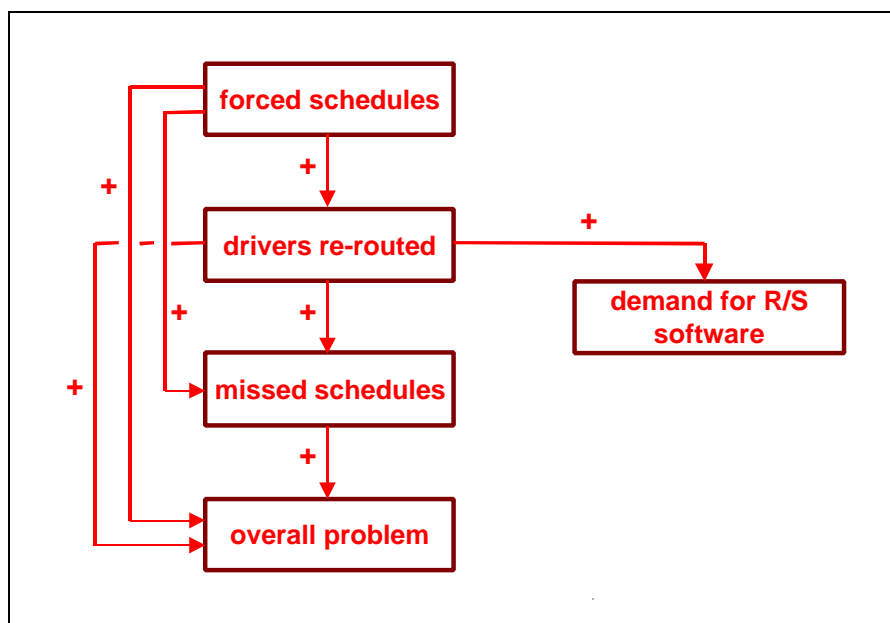 forced schedules
+
+
drivers re-routed
+
demand for R/S
software
+
+
+
missed schedules
+
overall problem